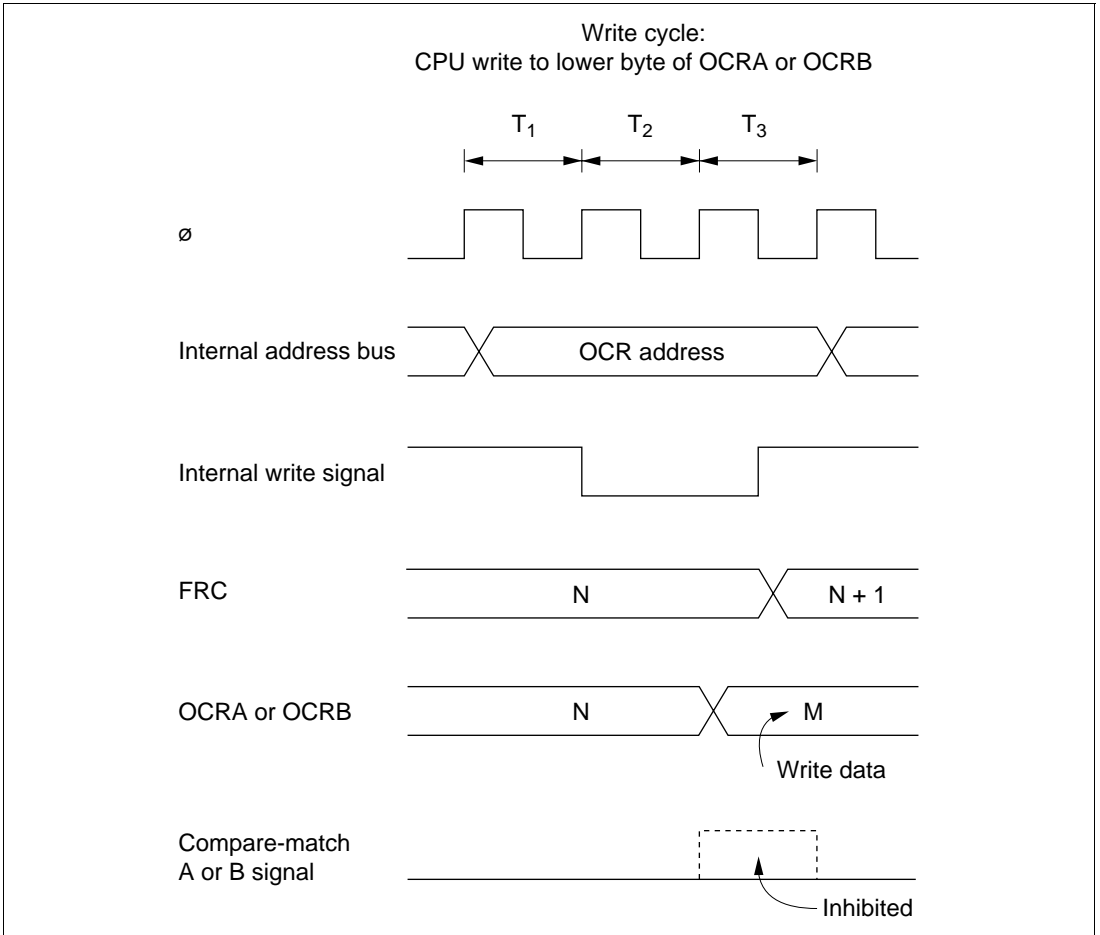 Write cycle:
CPU write to lower byte of OCRA or OCRB
T₁ T₂ T₃
ø
Internal address bus
OCR address
Internal write signal
FRC
N
N + 1
OCRA or OCRB
N
M
Write data
Compare-match
A or B signal
Inhibited